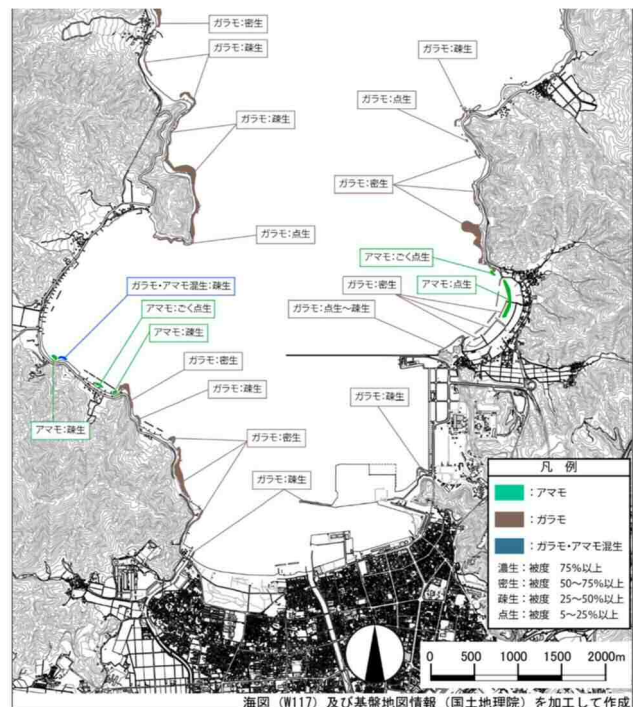 ガラモ:密生
ガラモ:疎生
ガラモ:疎生
ガラモ:点生
ガラモ:疎生
ガラモ:点生
ガラモ:密生
アマモ:ごく点生
ガラモ:密生
アマモ:点生
ガラモ:点生～疎生
ガラモ・アマモ混生:疎生
アマモ:ごく点生
アマモ:疎生
ガラモ:密生
ガラモ:疎生
アマモ:疎生
ガラモ:密生
ガラモ:疎生
ガラモ:疎生
凡 例
:アマモ
:ガラモ
:ガラモ・アマモ混生
濃生:被度 75%以上
密生:被度 50～75%以上
疎生:被度 25～50%以上
点生:被度 5～25%以上
0 500 1000 1500 2000m
海図（W117）及び基盤地図情報（国土地理院）を加工して作成